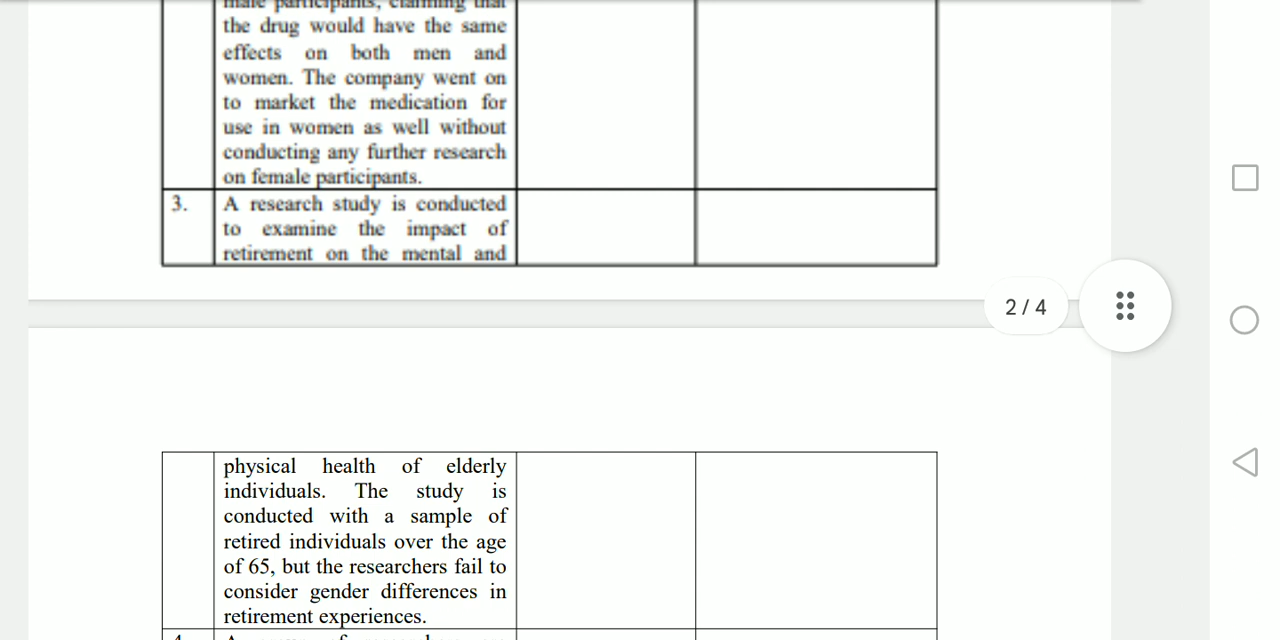 male participants, claiming that
the drug would have the same
effects on both men and
women. The company went on
to market the medication for
use in women as well without
conducting any further research
on female participants.
3. A research study is conducted
to examine the impact of
retirement on the mental and
2 / 4
physical health of elderly
individuals. The study is
conducted with a sample of
retired individuals over the age
of 65, but the researchers fail to
consider gender differences in
retirement experiences.